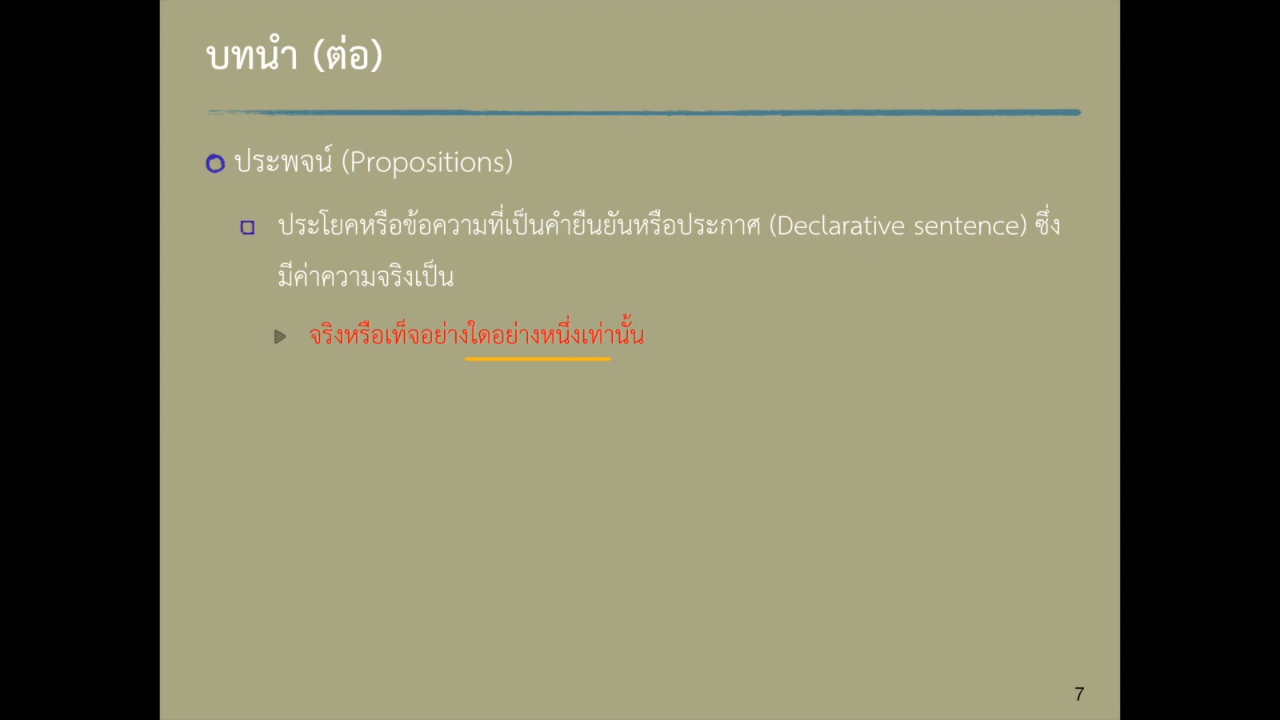 บทนำ (ต่อ)
ประพจน์ (Propositions)
ประโยคหรือข้อความที่เป็นคำยืนยันหรือประกาศ (Declarative sentence) ซึ่ง
มีค่าความจริงเป็น
จริงหรือเท็จอย่างใดอย่างหนึ่งเท่านั้น
7